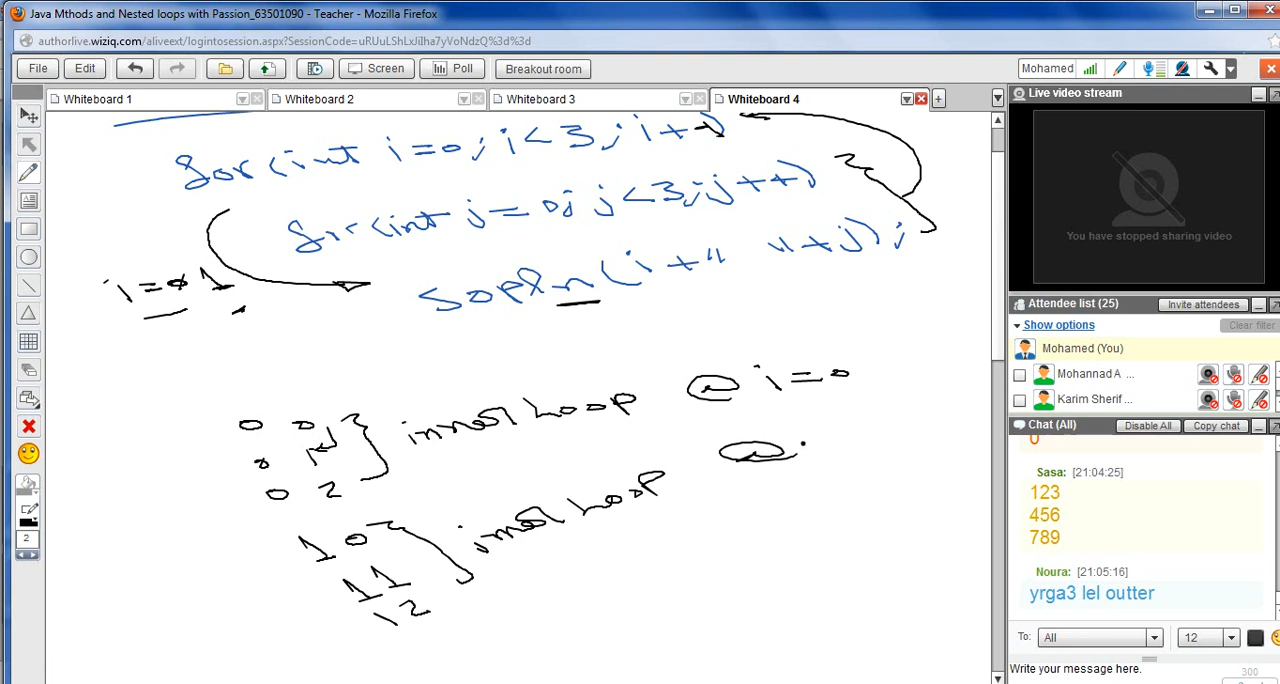 Java Mthods and Nested loops with Passion_63501090 - Teacher - Mozilla Firefox
authorlive.wiziq.com/aliveext/logintosession.aspx?SessionCode=uRUuLShLxJiIha7yVoNdzQ%3d%3d
File Edit Screen Poll Breakout room Mohamed
Whiteboard 1 Whiteboard 2 Whiteboard 3 Whiteboard 4
for(int i=0; i<3; i++)
for(int j=0; j<3; j++)
sopln(i+" "+j);
i=0 1
@ i=0
0 0 inner Loop
0 1
@i
0 2
inner Loop
1 0
1 1
1 2
2
Live video stream
You have stopped sharing video
Attendee list (25) Invite attendees
Show options Clear filter
Mohamed (You)
Mohannad A ...
Karim Sherif ...
Chat (All) Disable All Copy chat
0
Sasa: [21:04:25]
123
456
789
Noura: [21:05:16]
yrga3 lel outter
To: All 12
Write your message here. 300